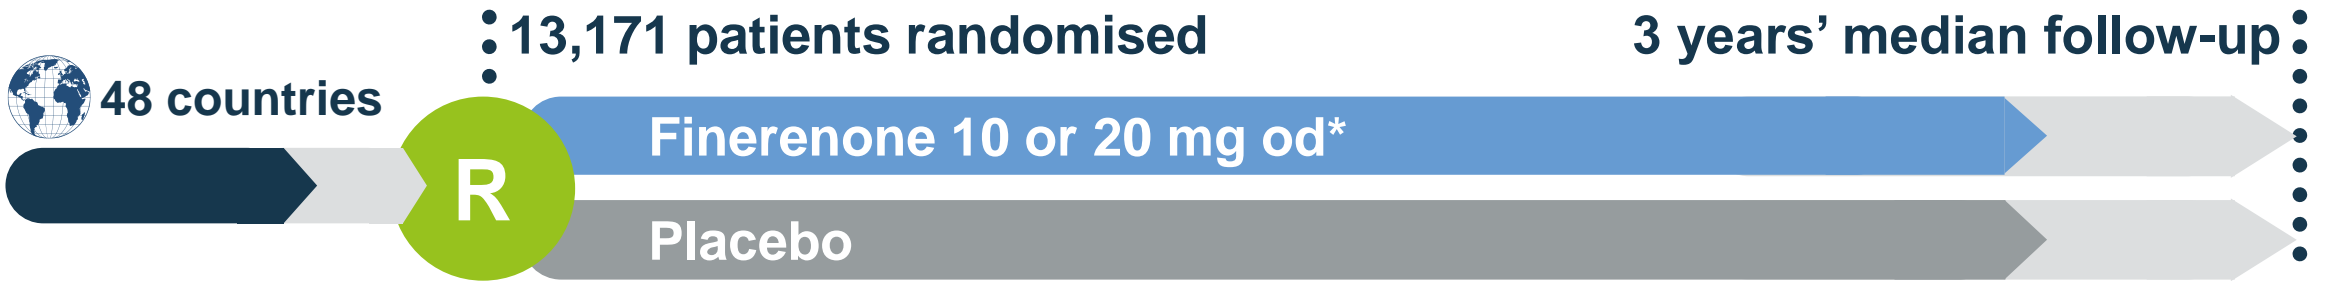 13,171 patients randomised
3 years’ median follow-up
48 countries
Finerenone 10 or 20 mg od*
R
Placebo